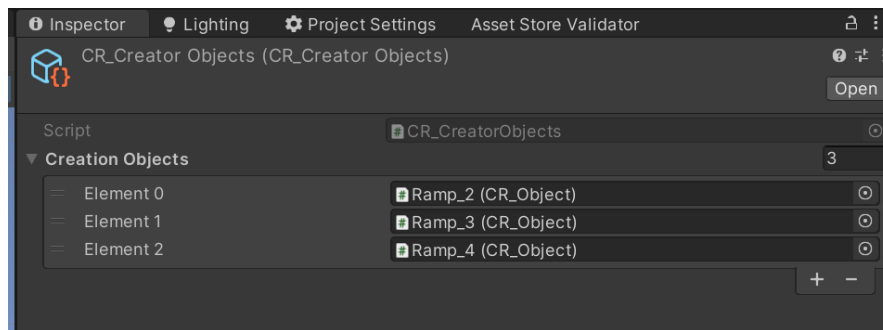 Inspector Lighting Project Settings Asset Store Validator
CR_Creator Objects (CR_Creator Objects)
Open
Script CR_CreatorObjects
Creation Objects 3
Element 0 Ramp_2 (CR_Object)
Element 1 Ramp_3 (CR_Object)
Element 2 Ramp_4 (CR_Object)
+ −